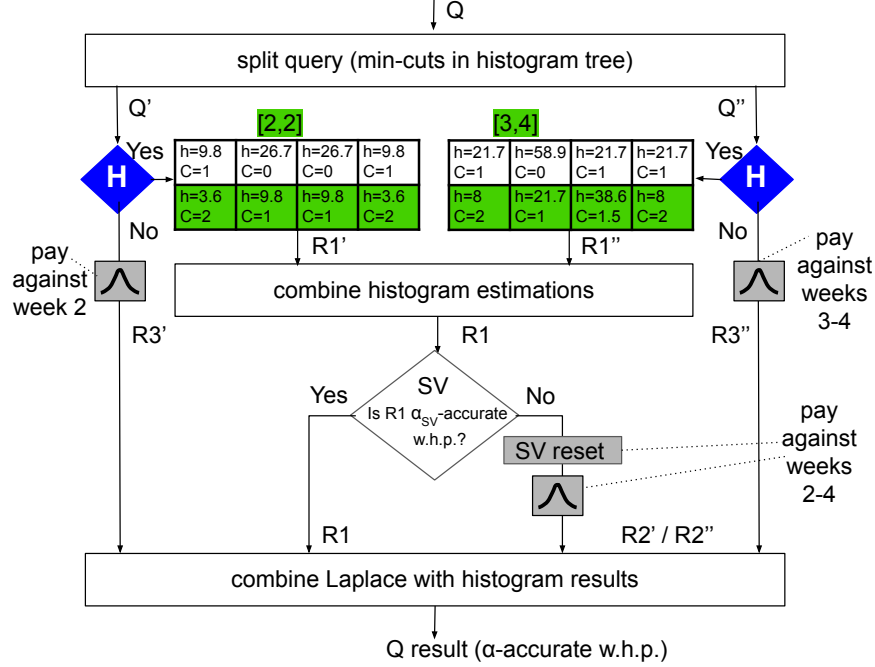 Q
split query (min-cuts in histogram tree)
Q’
Q’’
[2,2]
[3,4]
Yes
H
h=9.8
C=1
h=26.7
C=0
h=26.7
C=0
h=9.8
C=1
h=3.6
C=2
h=9.8
C=1
h=9.8
C=1
h=3.6
C=2
h=21.7
C=1
h=58.9
C=0
h=21.7
C=1
h=21.7
C=1
h=8
C=2
h=21.7
C=1
h=38.6
C=1.5
h=8
C=2
Yes
H
No
No
pay
against
week 2
R1’
R1’’
pay
against
weeks
3-4
combine histogram estimations
R3’
R1
R3’’
Yes
SV
Is R1 αSV-accurate
w.h.p.?
No
SV reset
pay
against
weeks
2-4
R1
R2’ / R2’’
combine Laplace with histogram results
Q result (α-accurate w.h.p.)